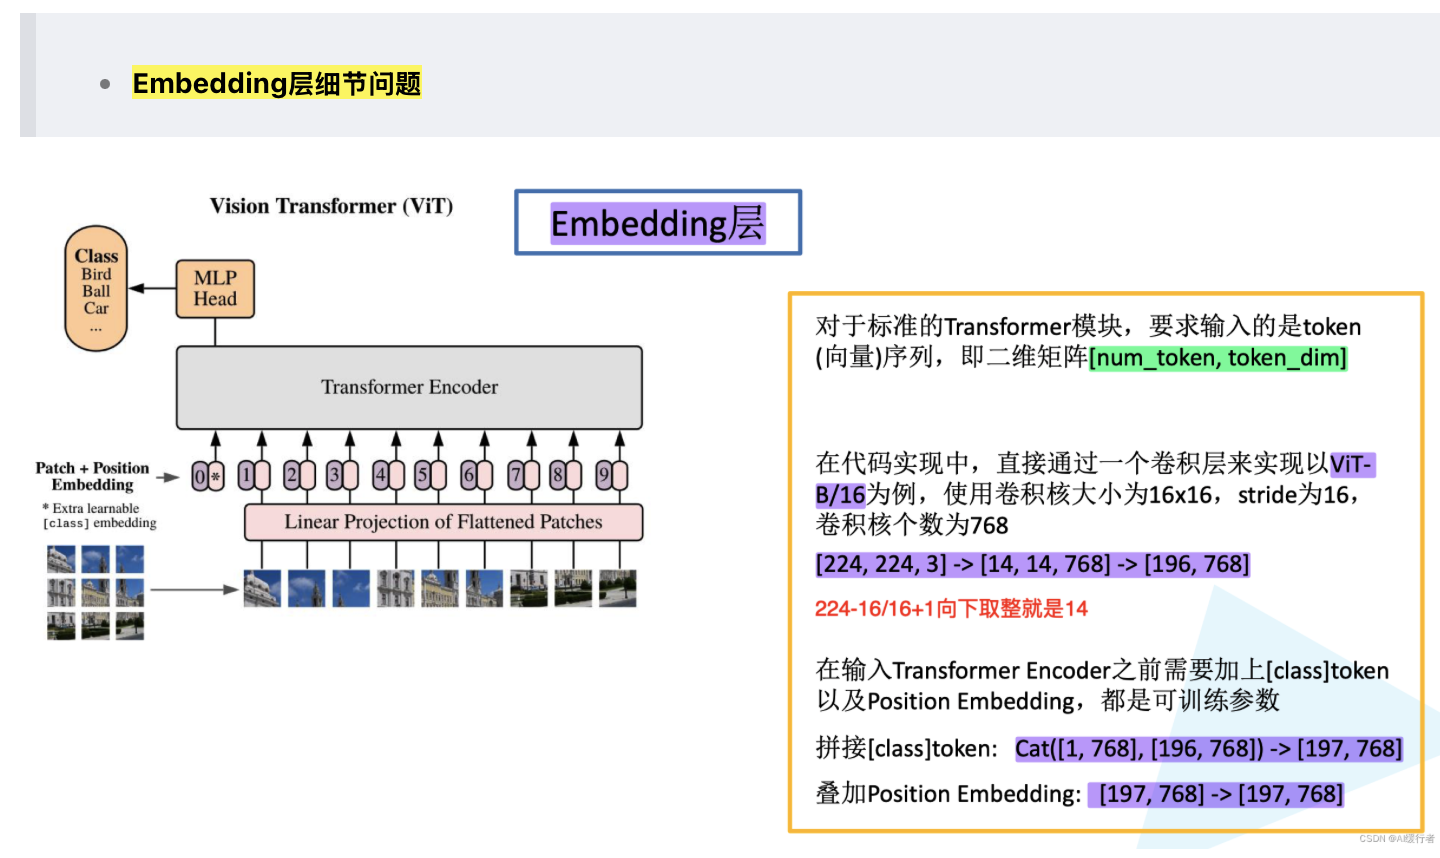 Embedding层细节问题
Vision Transformer (ViT)
Embedding层
Class
Bird
Ball
Car
...
MLP
Head
Transformer Encoder
Patch + Position
Embedding
* Extra learnable
[class] embedding
0 * 1 2 3 4 5 6 7 8 9
Linear Projection of Flattened Patches
对于标准的Transformer模块，要求输入的是token
(向量)序列，即二维矩阵[num_token, token_dim]
在代码实现中，直接通过一个卷积层来实现以ViT-
B/16为例，使用卷积核大小为16x16，stride为16，
卷积核个数为768
[224, 224, 3] -> [14, 14, 768] -> [196, 768]
224-16/16+1向下取整就是14
在输入Transformer Encoder之前需要加上[class]token
以及Position Embedding，都是可训练参数
拼接[class]token: Cat([1, 768], [196, 768]) -> [197, 768]
叠加Position Embedding: [197, 768] -> [197, 768]
CSDN @AI缓行者